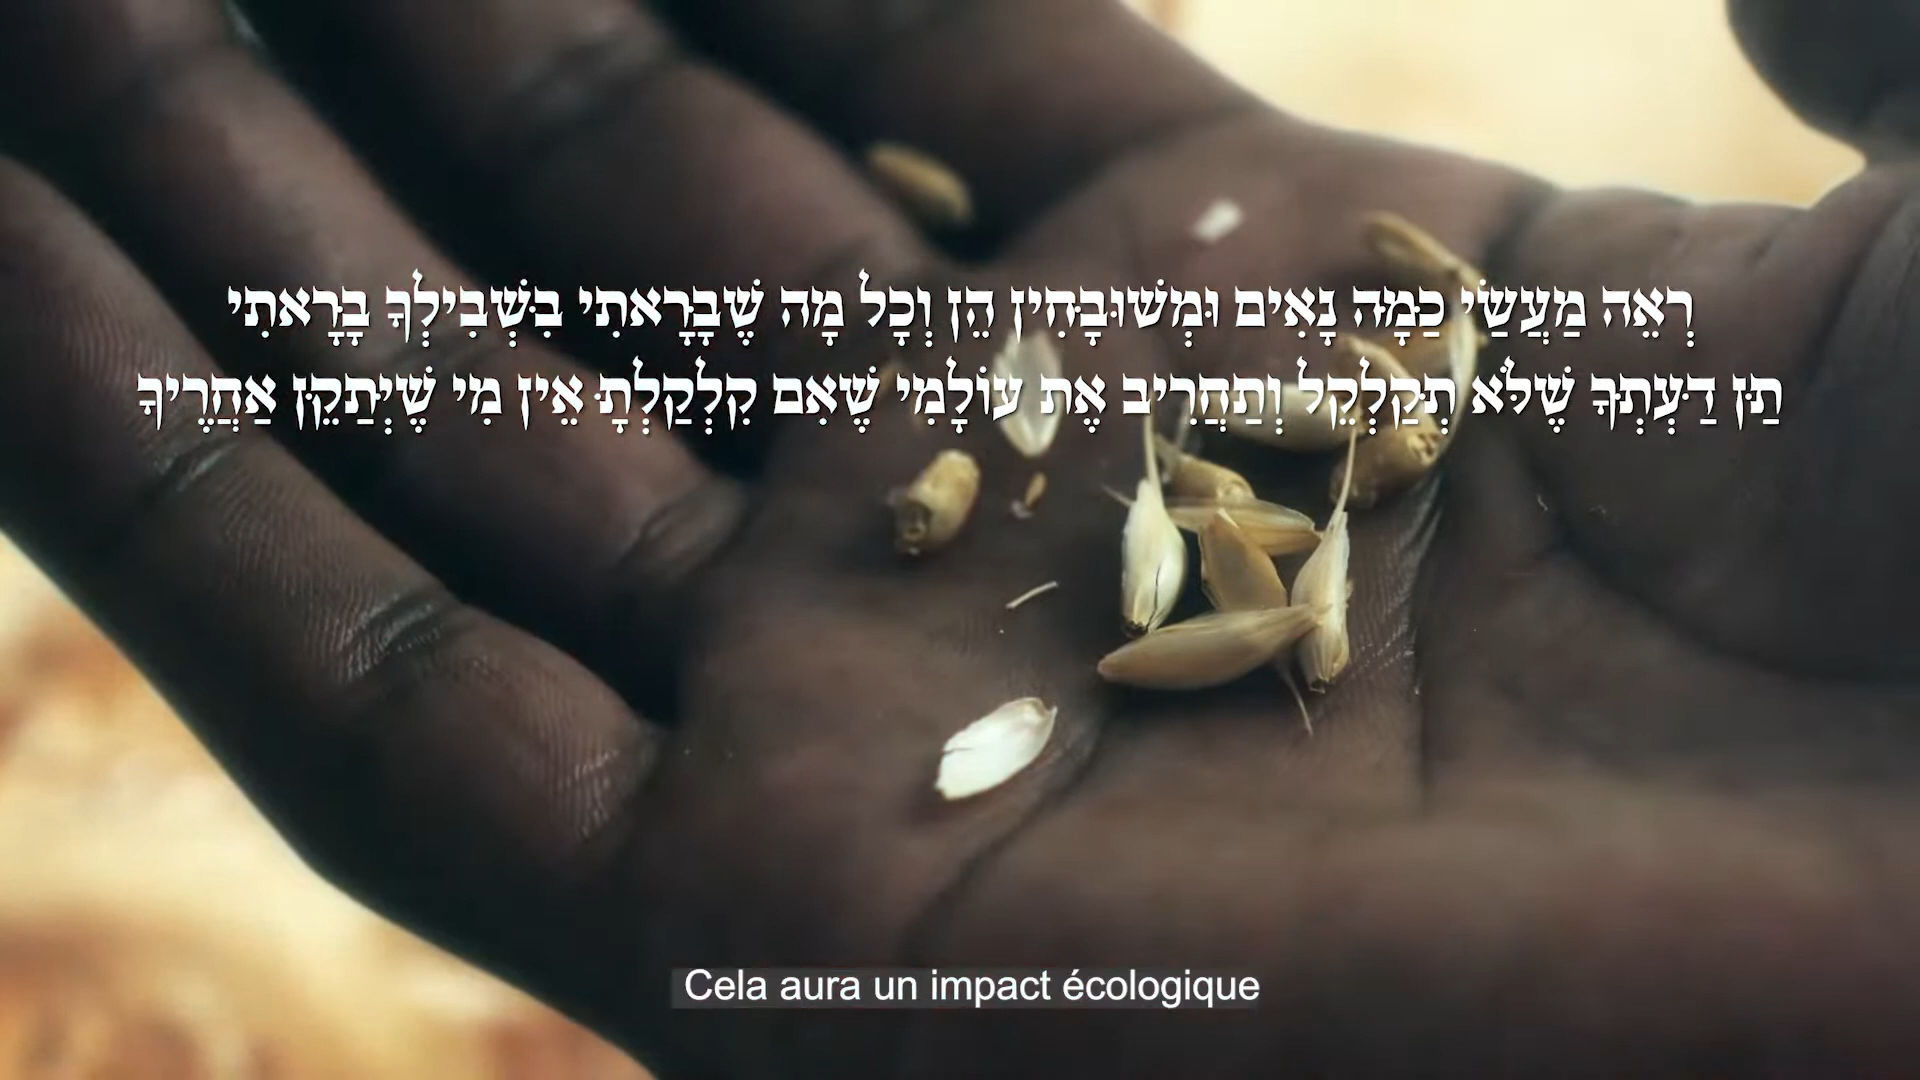 רְאֵה מַעֲשַׂי כַּמָּה נָאִים וּמְשׁוּבָּחִין הֵן וְכָל מָה שֶׁבָּרָאתִי בִּשְׁבִילְךָ בָּרָאתִי
תֵּן דַּעְתְּךָ שֶׁלֹּא תְּקַלְקֵל וְתַחֲרִיב אֶת עוֹלָמִי שֶׁאִם קִלְקַלְתָּ אֵין מִי שֶׁיְּתַקֵּן אַחֲרֶיךָ
Cela aura un impact écologique